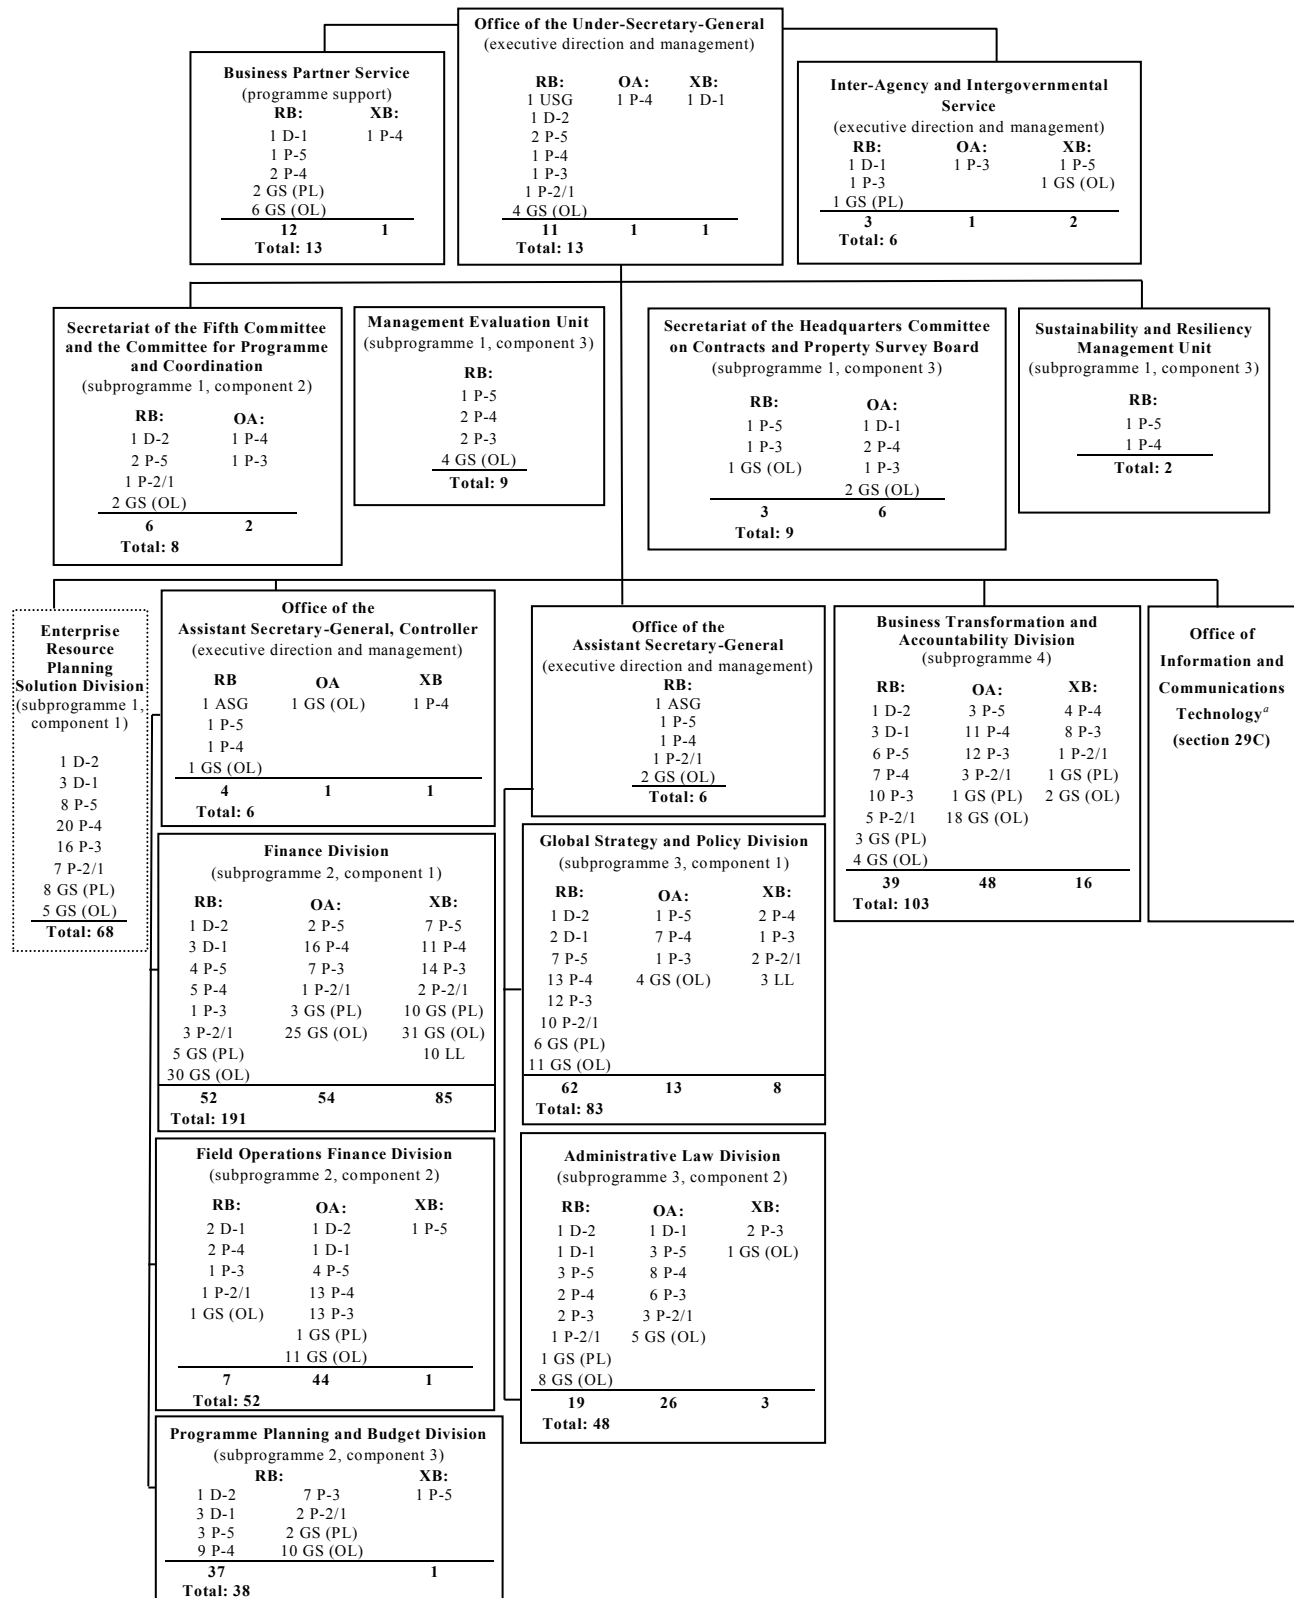 Office of the Under-Secretary-General
(executive direction and management)
RB: OA: XB:
1 USG 1 P-4 1 D-1
1 D-2
2 P-5
1 P-4
1 P-3
1 P-2/1
4 GS (OL)
11 1 1
Total: 13
Business Partner Service
(programme support)
RB: XB:
1 D-1 1 P-4
1 P-5
2 P-4
2 GS (PL)
6 GS (OL)
12 1
Total: 13
Inter-Agency and Intergovernmental
Service
(executive direction and management)
RB: OA: XB:
1 D-1 1 P-3 1 P-5
1 P-3 1 GS (OL)
1 GS (PL)
3 1 2
Total: 6
Secretariat of the Fifth Committee
and the Committee for Programme
and Coordination
(subprogramme 1, component 2)
RB: OA:
1 D-2 1 P-4
2 P-5 1 P-3
1 P-2/1
2 GS (OL)
6 2
Total: 8
Management Evaluation Unit
(subprogramme 1, component 3)
RB:
1 P-5
2 P-4
2 P-3
4 GS (OL)
Total: 9
Secretariat of the Headquarters Committee
on Contracts and Property Survey Board
(subprogramme 1, component 3)
RB: OA:
1 P-5 1 D-1
1 P-3 2 P-4
1 GS (OL) 1 P-3
2 GS (OL)
3 6
Total: 9
Sustainability and Resiliency
Management Unit
(subprogramme 1, component 3)
RB:
1 P-5
1 P-4
Total: 2
Enterprise
Resource
Planning
Solution Division
(subprogramme 1,
component 1)
1 D-2
3 D-1
8 P-5
20 P-4
16 P-3
7 P-2/1
8 GS (PL)
5 GS (OL)
Total: 68
Office of the
Assistant Secretary-General, Controller
(executive direction and management)
RB OA XB
1 ASG 1 GS (OL) 1 P-4
1 P-5
1 P-4
1 GS (OL)
4 1 1
Total: 6
Finance Division
(subprogramme 2, component 1)
RB: OA: XB:
1 D-2 2 P-5 7 P-5
3 D-1 16 P-4 11 P-4
4 P-5 7 P-3 14 P-3
5 P-4 1 P-2/1 2 P-2/1
1 P-3 3 GS (PL) 10 GS (PL)
3 P-2/1 25 GS (OL) 31 GS (OL)
5 GS (PL) 10 LL
30 GS (OL)
52 54 85
Total: 191
Field Operations Finance Division
(subprogramme 2, component 2)
RB: OA: XB:
2 D-1 1 D-2 1 P-5
2 P-4 1 D-1
1 P-3 4 P-5
1 P-2/1 13 P-4
1 GS (OL) 13 P-3
1 GS (PL)
11 GS (OL)
7 44 1
Total: 52
Programme Planning and Budget Division
(subprogramme 2, component 3)
RB: XB:
1 D-2 7 P-3 1 P-5
3 D-1 2 P-2/1
3 P-5 2 GS (PL)
9 P-4 10 GS (OL)
37 1
Total: 38
Office of the
Assistant Secretary-General
(executive direction and management)
RB:
1 ASG
1 P-5
1 P-4
1 P-2/1
2 GS (OL)
Total: 6
Global Strategy and Policy Division
(subprogramme 3, component 1)
RB: OA: XB:
1 D-2 1 P-5 2 P-4
2 D-1 7 P-4 1 P-3
7 P-5 1 P-3 2 P-2/1
13 P-4 4 GS (OL) 3 LL
12 P-3
10 P-2/1
6 GS (PL)
11 GS (OL)
62 13 8
Total: 83
Administrative Law Division
(subprogramme 3, component 2)
RB: OA: XB:
1 D-2 1 D-1 2 P-3
1 D-1 3 P-5 1 GS (OL)
3 P-5 8 P-4
2 P-4 6 P-3
2 P-3 3 P-2/1
1 P-2/1 5 GS (OL)
1 GS (PL)
8 GS (OL)
19 26 3
Total: 48
Business Transformation and
Accountability Division
(subprogramme 4)
RB: OA: XB:
1 D-2 3 P-5 4 P-4
3 D-1 11 P-4 8 P-3
6 P-5 12 P-3 1 P-2/1
7 P-4 3 P-2/1 1 GS (PL)
10 P-3 1 GS (PL) 2 GS (OL)
5 P-2/1 18 GS (OL)
3 GS (PL)
4 GS (OL)
39 48 16
Total: 103
Office of
Information and
Communications
Technologyᵃ
(section 29C)